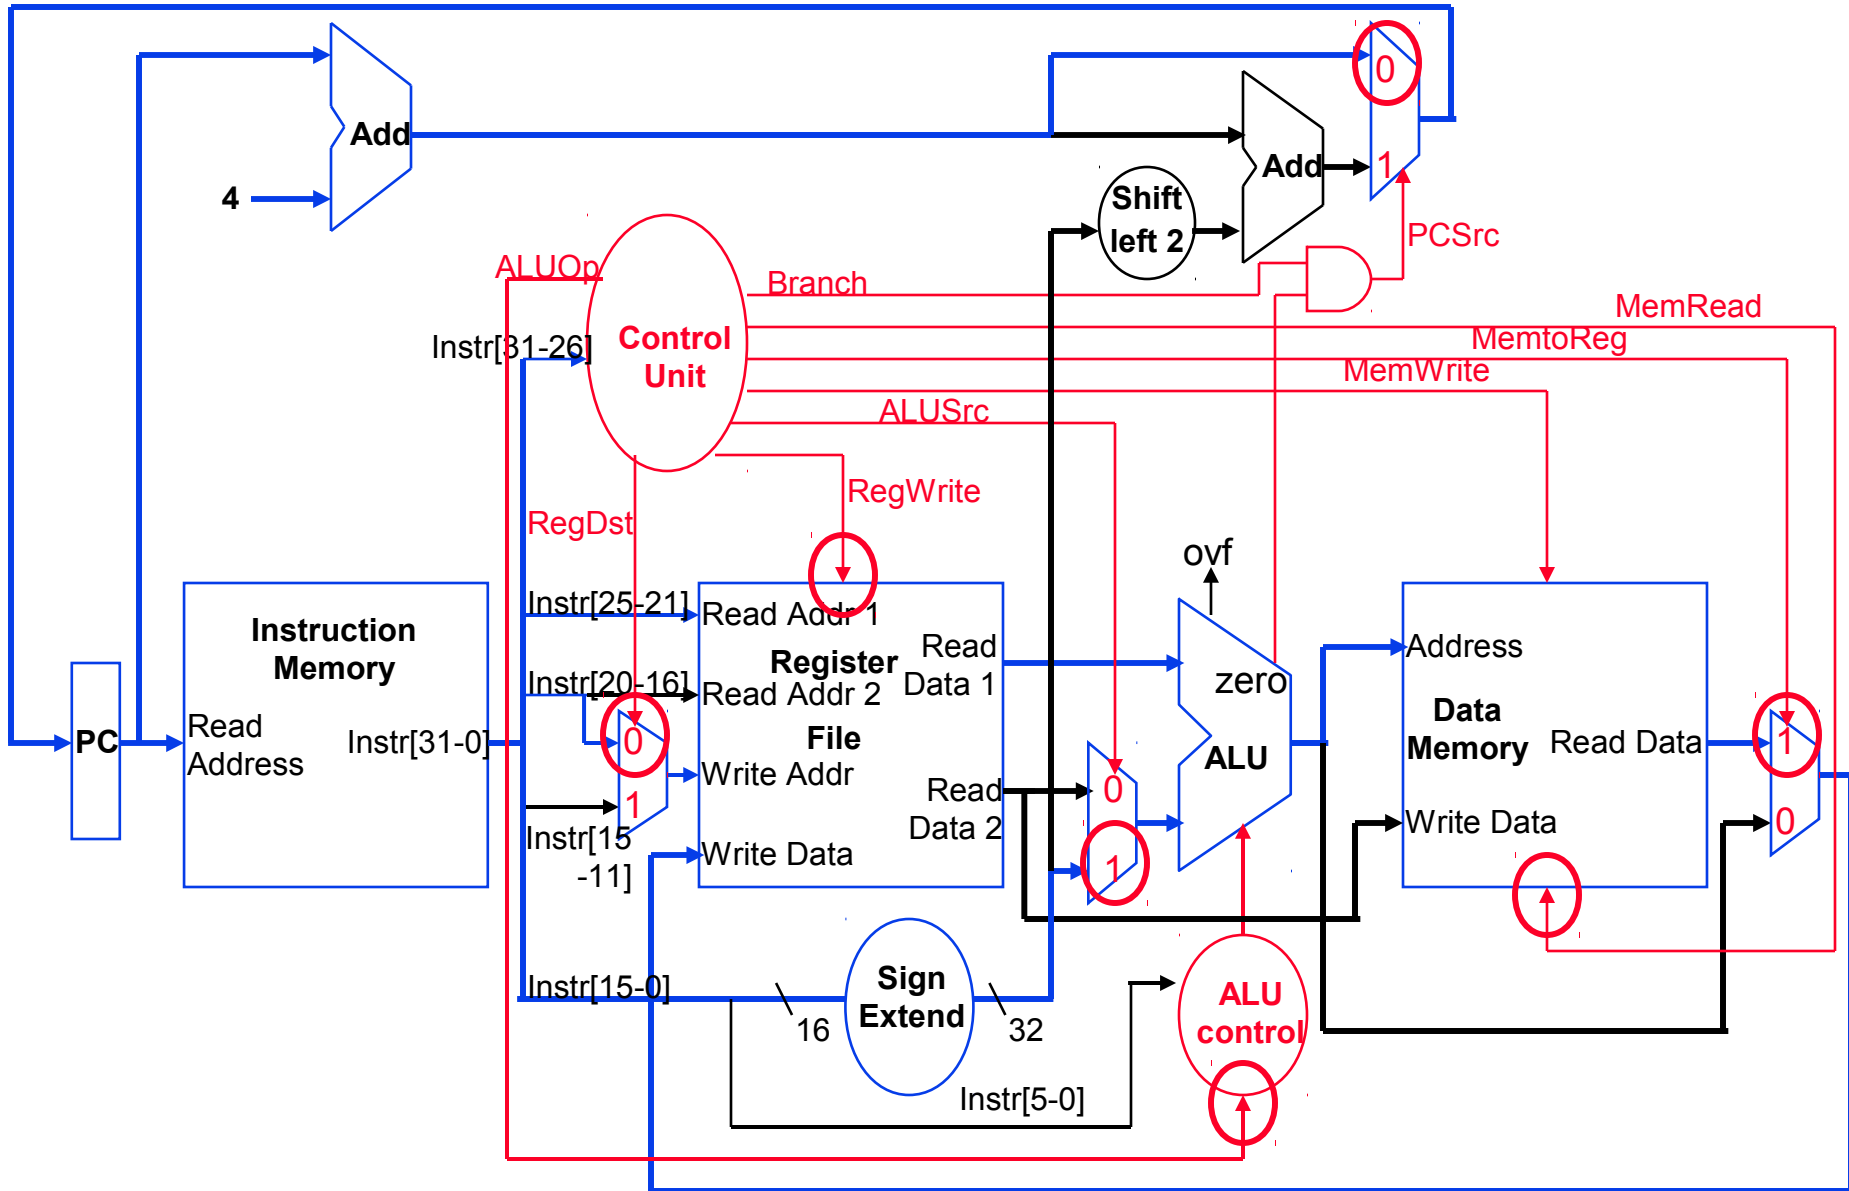 0
Add
Add
1
4
Shift
left 2
PCSrc
ALUOp
Branch
MemRead
Instr[31-26]
Control
Unit
MemtoReg
MemWrite
ALUSrc
RegWrite
RegDst
ovf
Instr[25-21]
Read Addr 1
Instruction
Memory
Read
Data 1
Address
Register
Instr[20-16]
Read Addr 2
zero
Data
Memory
PC
Read
Address
Instr[31-0]
0
File
Read Data
1
Write Addr
ALU
1
Read
Data 2
0
Instr[15
-11]
Write Data
1
Write Data
0
Instr[15-0]
16
Sign
Extend
32
ALU
control
Instr[5-0]